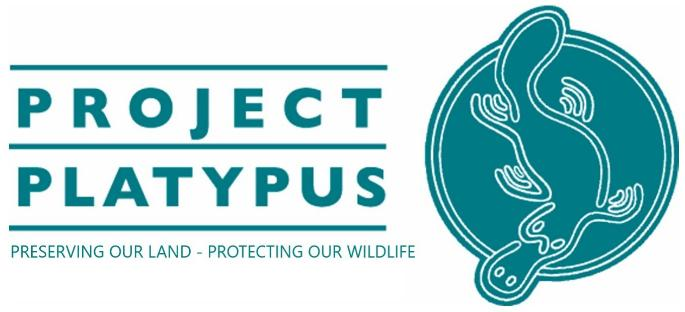 PROJECT
PLATYPUS
PRESERVING OUR LAND - PROTECTING OUR WILDLIFE